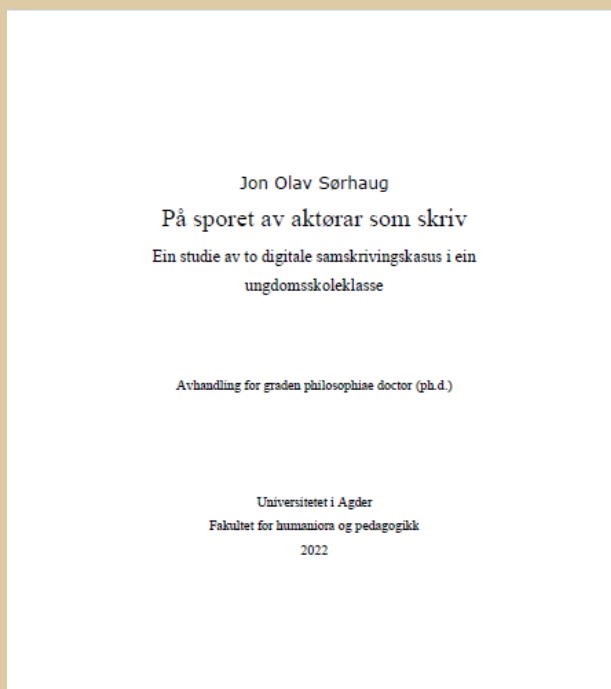 Jon Olav Sørhaug
På sporet av aktørar som skriv
Ein studie av to digitale samskrivingskasus i ein
ungdomsskoleklasse
Avhandling for graden philosophiae doctor (ph.d.)
Universitetet i Agder
Fakultet for humaniora og pedagogikk
2022